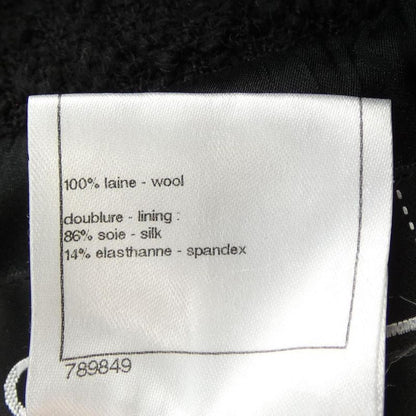 100% laine - wool
doublure - lining :
86% soie - silk
14% elasthanne - spandex
789849